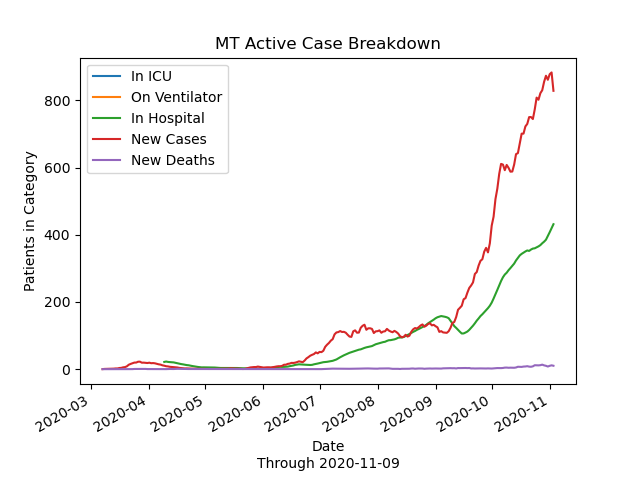 MT Active Case Breakdown
In ICU
On Ventilator
In Hospital
New Cases
New Deaths
Patients in Category
800
600
400
200
0
2020-03
2020-04
2020-05
2020-06
2020-07
2020-08
2020-09
2020-10
2020-11
Date
Through 2020-11-09